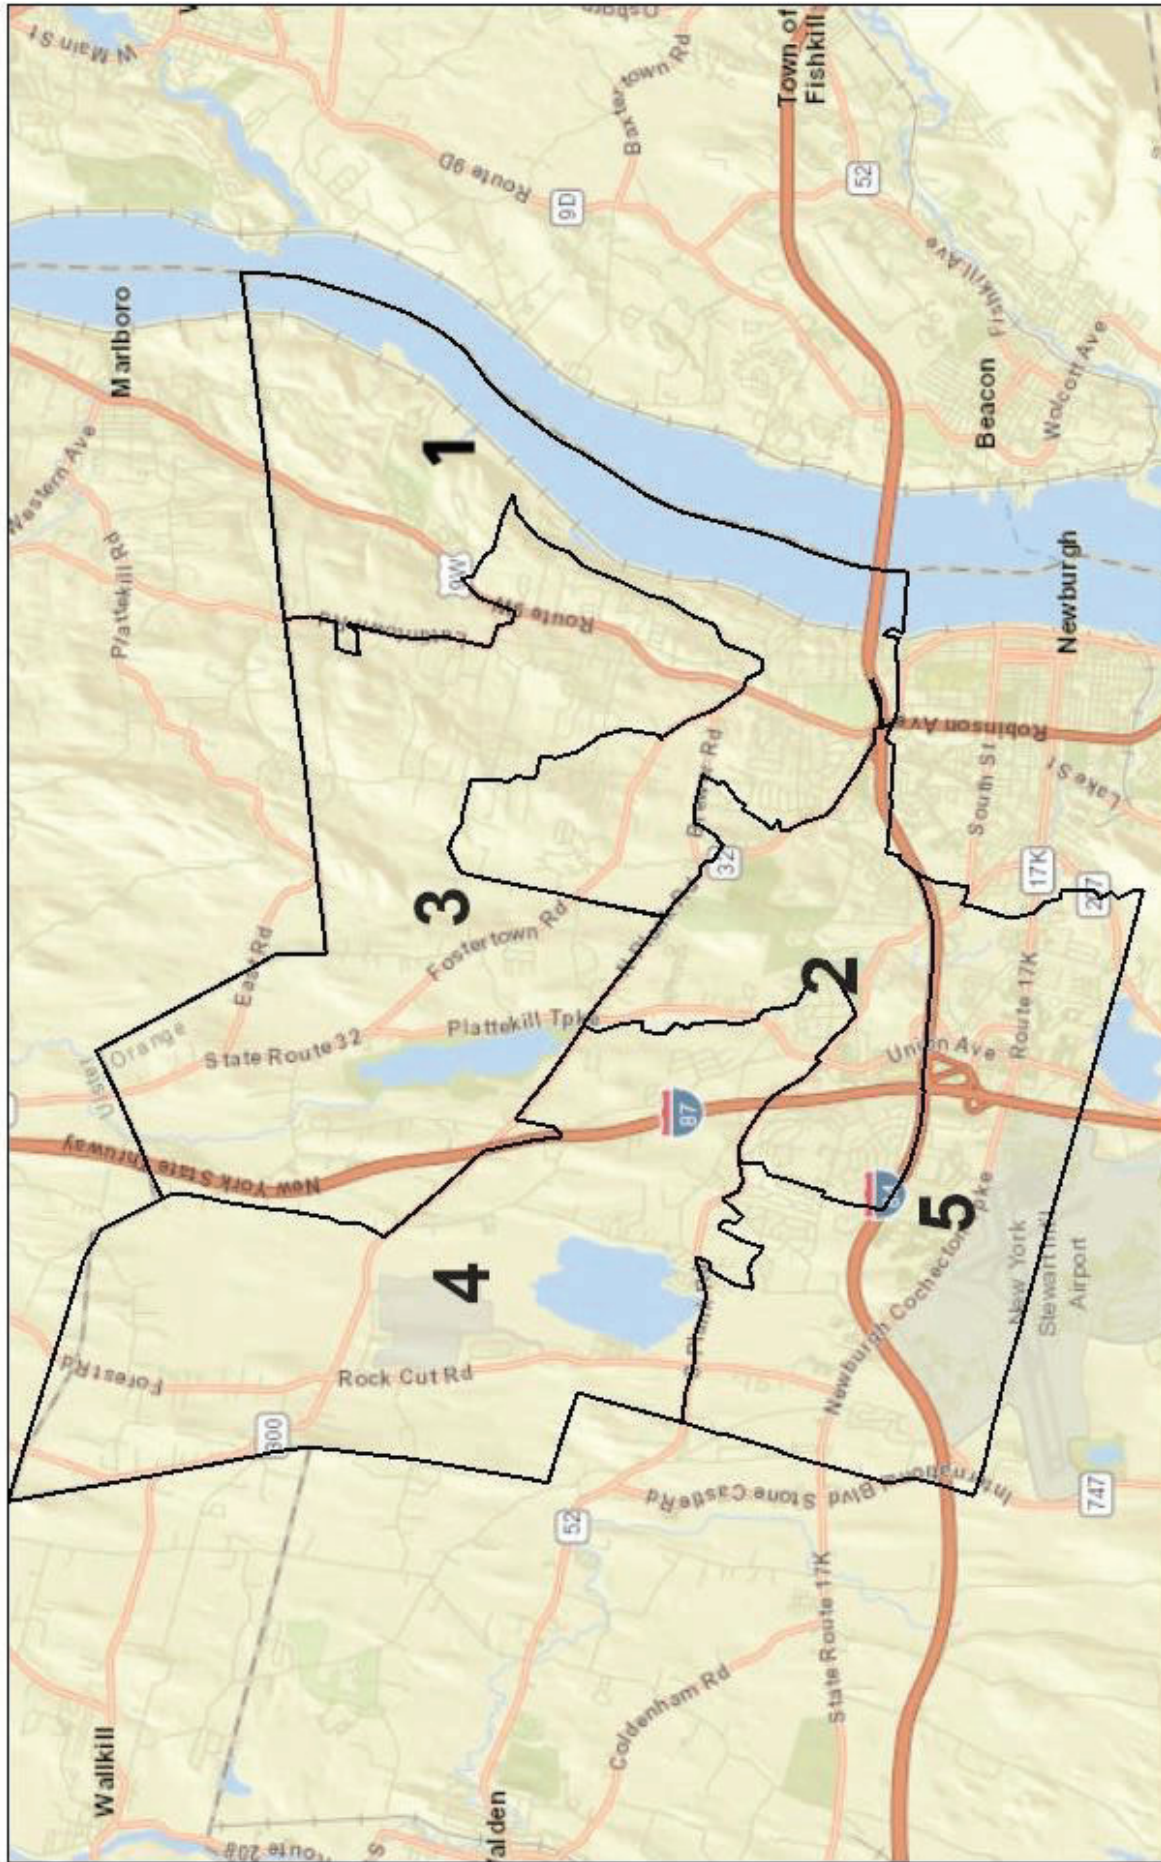 W Main St
Osborn
Town of
Fishkill
Baxtertown Rd
Route 9D
9D
52
Fishkill Ave
Marlboro
Western Ave
Plattekill Rd
1
9W
Route 9W
Beacon
Wolcott Ave
Newburgh
Robinson Ave
South St
Lake St
17K
32
3
East Rd
Fostertown Rd
Orange
Ulster
State Route 32
Plattekill Tpke
2
Union Ave
Route 17K
87
New York State Thruway
4
5
Newburgh Cochecton Tpke
New York
Stewart Int'l
Airport
Forest Rd
Rock Cut Rd
300
International Blvd
Stone Castle Rd
747
52
State Route 17K
Coldenham Rd
Wallkill
Route 208